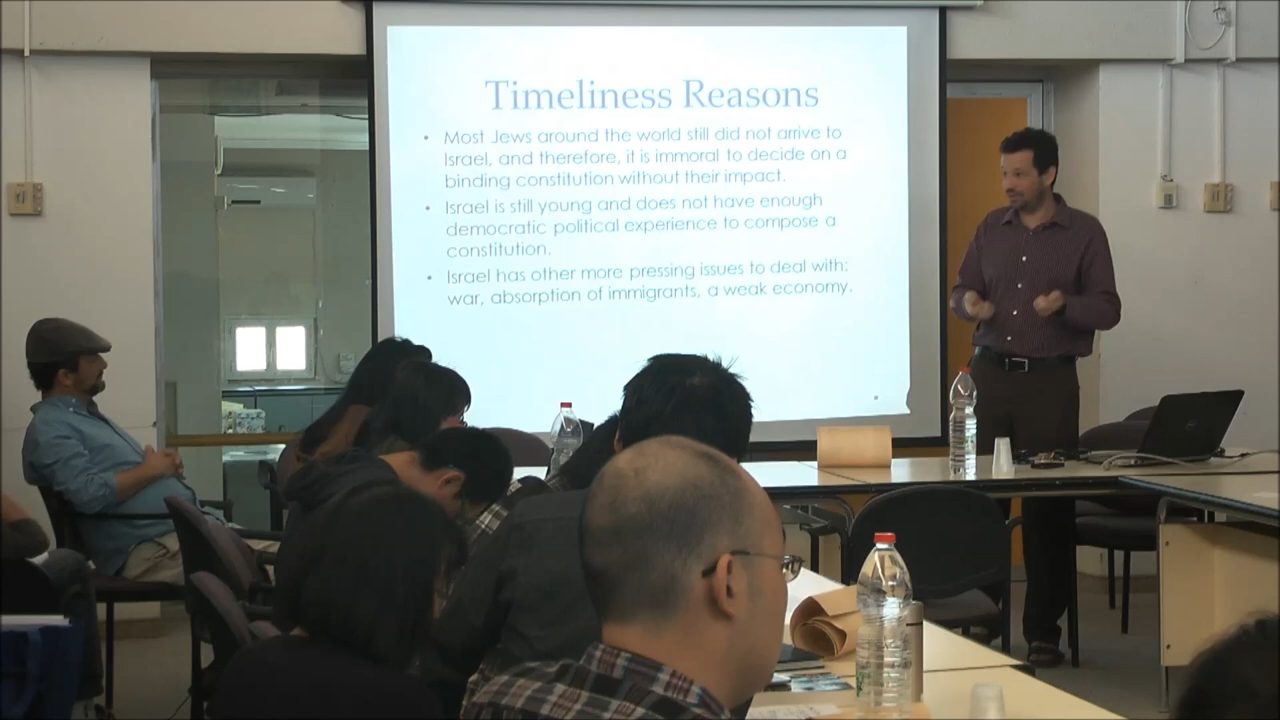 Timeliness Reasons
• Most Jews around the world still did not arrive to
Israel, and therefore, it is immoral to decide on a
binding constitution without their impact.
• Israel is still young and does not have enough
democratic political experience to compose a
constitution.
• Israel has other more pressing issues to deal with:
war, absorption of immigrants, a weak economy.